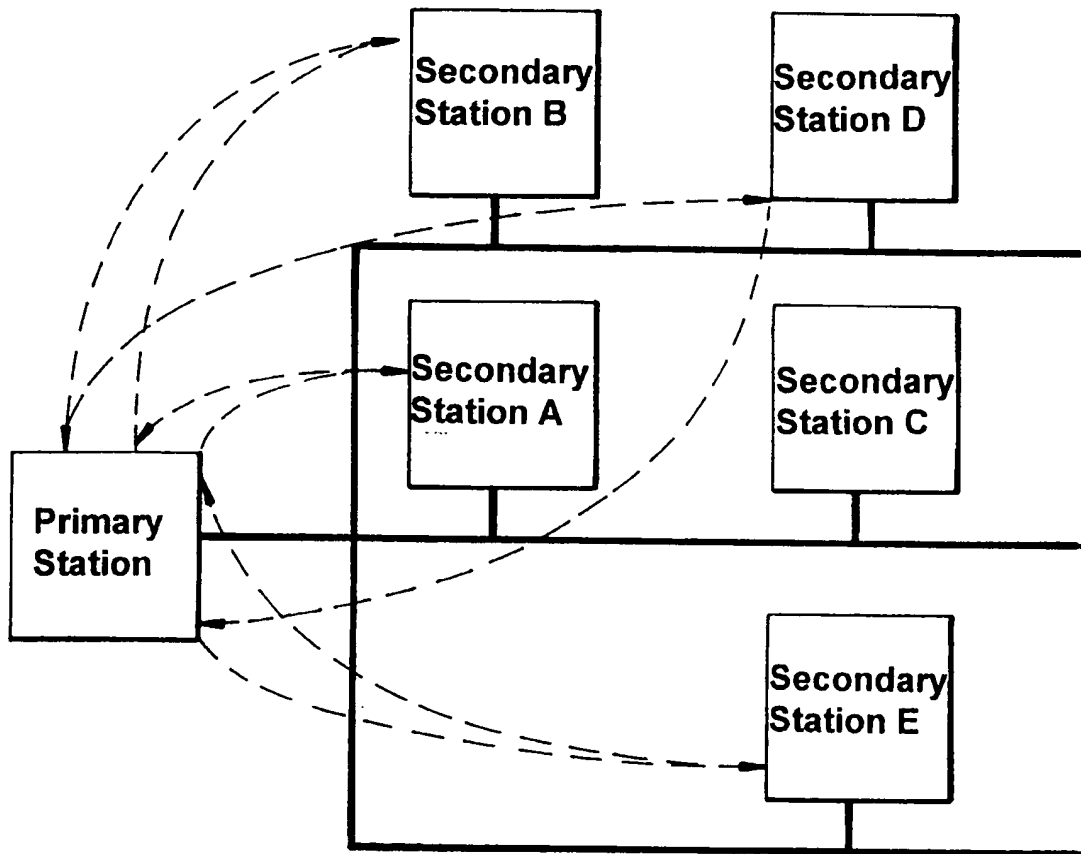 Secondary
Station B
Secondary
Station D
Secondary
Station A
Secondary
Station C
Primary
Station
Secondary
Station E